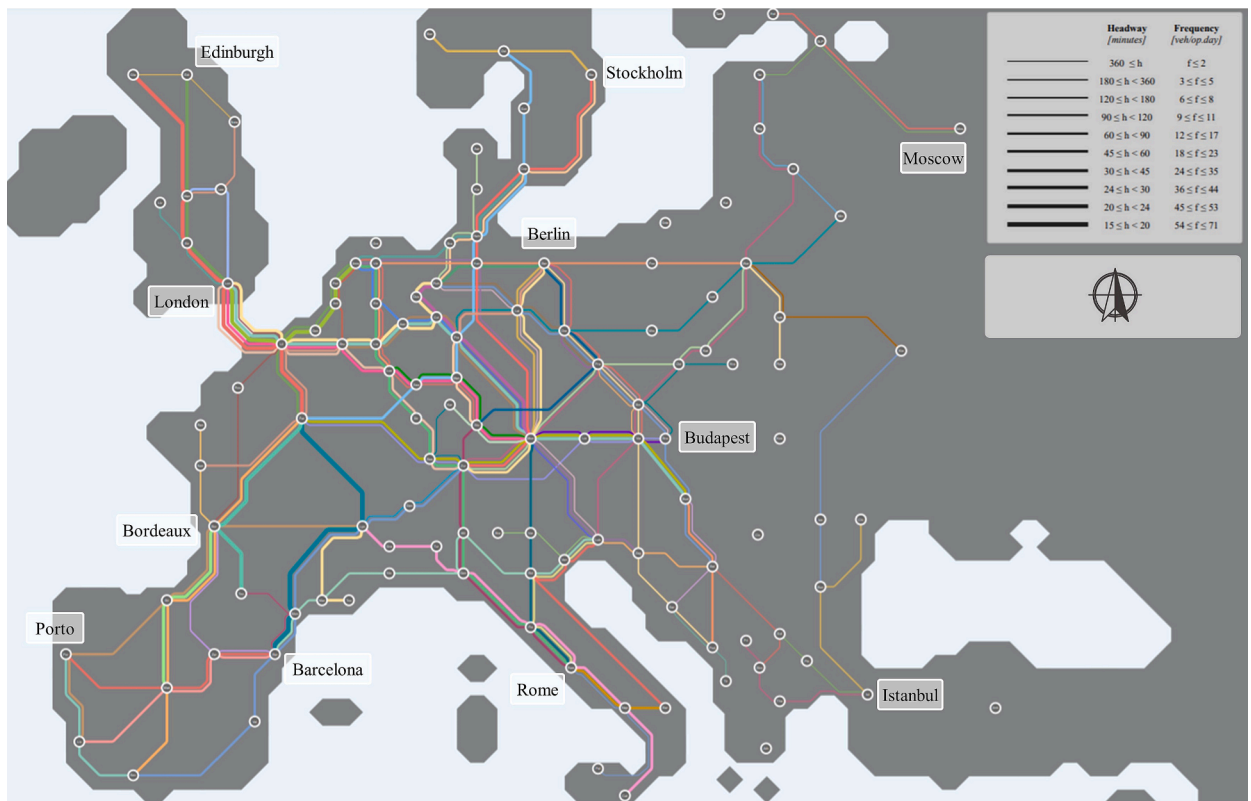 Headway Frequency
[minutes] [veh/op.day]
360 ≤ h f ≤ 2
180 ≤ h < 360 3 ≤ f ≤ 5
120 ≤ h < 180 6 ≤ f ≤ 8
90 ≤ h < 120 9 ≤ f ≤ 11
60 ≤ h < 90 12 ≤ f ≤ 17
45 ≤ h < 60 18 ≤ f ≤ 23
30 ≤ h < 45 24 ≤ f ≤ 35
24 ≤ h < 30 36 ≤ f ≤ 44
20 ≤ h < 24 45 ≤ f ≤ 53
15 ≤ h < 20 54 ≤ f ≤ 71
Edinburgh
Stockholm
Moscow
Berlin
London
Budapest
Bordeaux
Porto
Barcelona
Rome
Istanbul